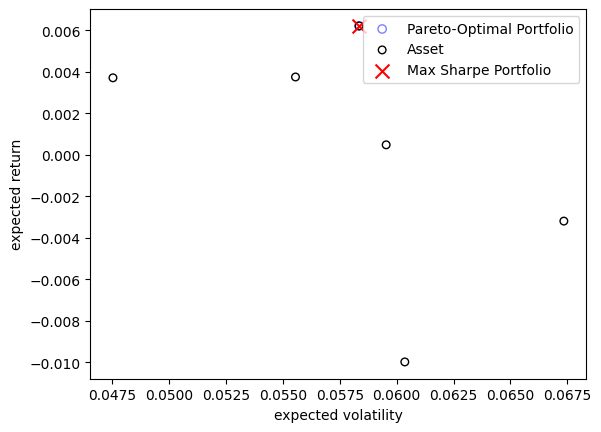 0.006
0.004
0.002
0.000
−0.002
−0.004
−0.006
−0.008
−0.010
expected return
Pareto-Optimal Portfolio
Asset
Max Sharpe Portfolio
0.0475 0.0500 0.0525 0.0550 0.0575 0.0600 0.0625 0.0650 0.0675
expected volatility